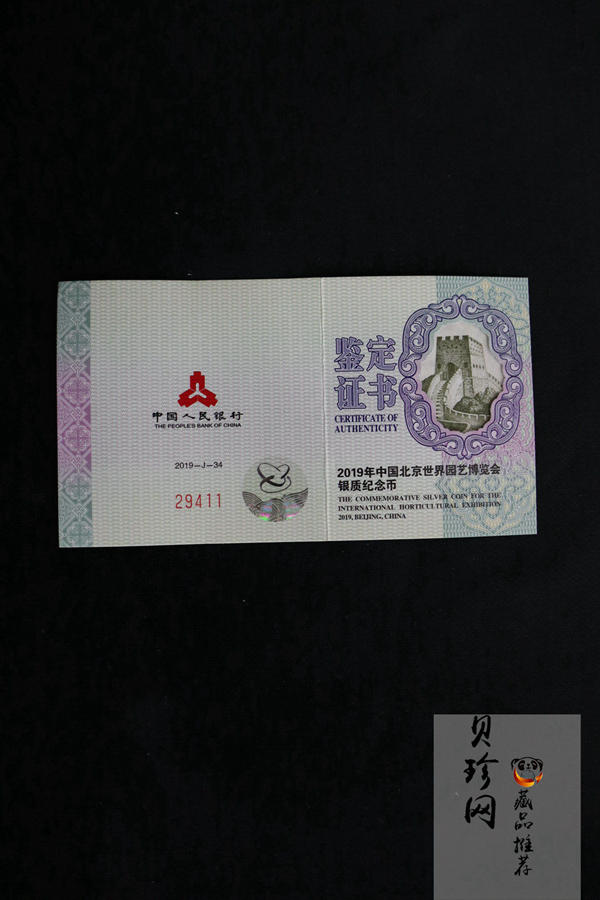 中国人民银行
THE PEOPLE'S BANK OF CHINA
2019-J-34
29411
鉴定
证书
CERTIFICATE OF
AUTHENTICITY
2019年中国北京世界园艺博览会
银质纪念币
THE COMMEMORATIVE SILVER COIN FOR THE
INTERNATIONAL HORTICULTURAL EXHIBITION
2019, BEIJING, CHINA
贝珍网
藏品推荐